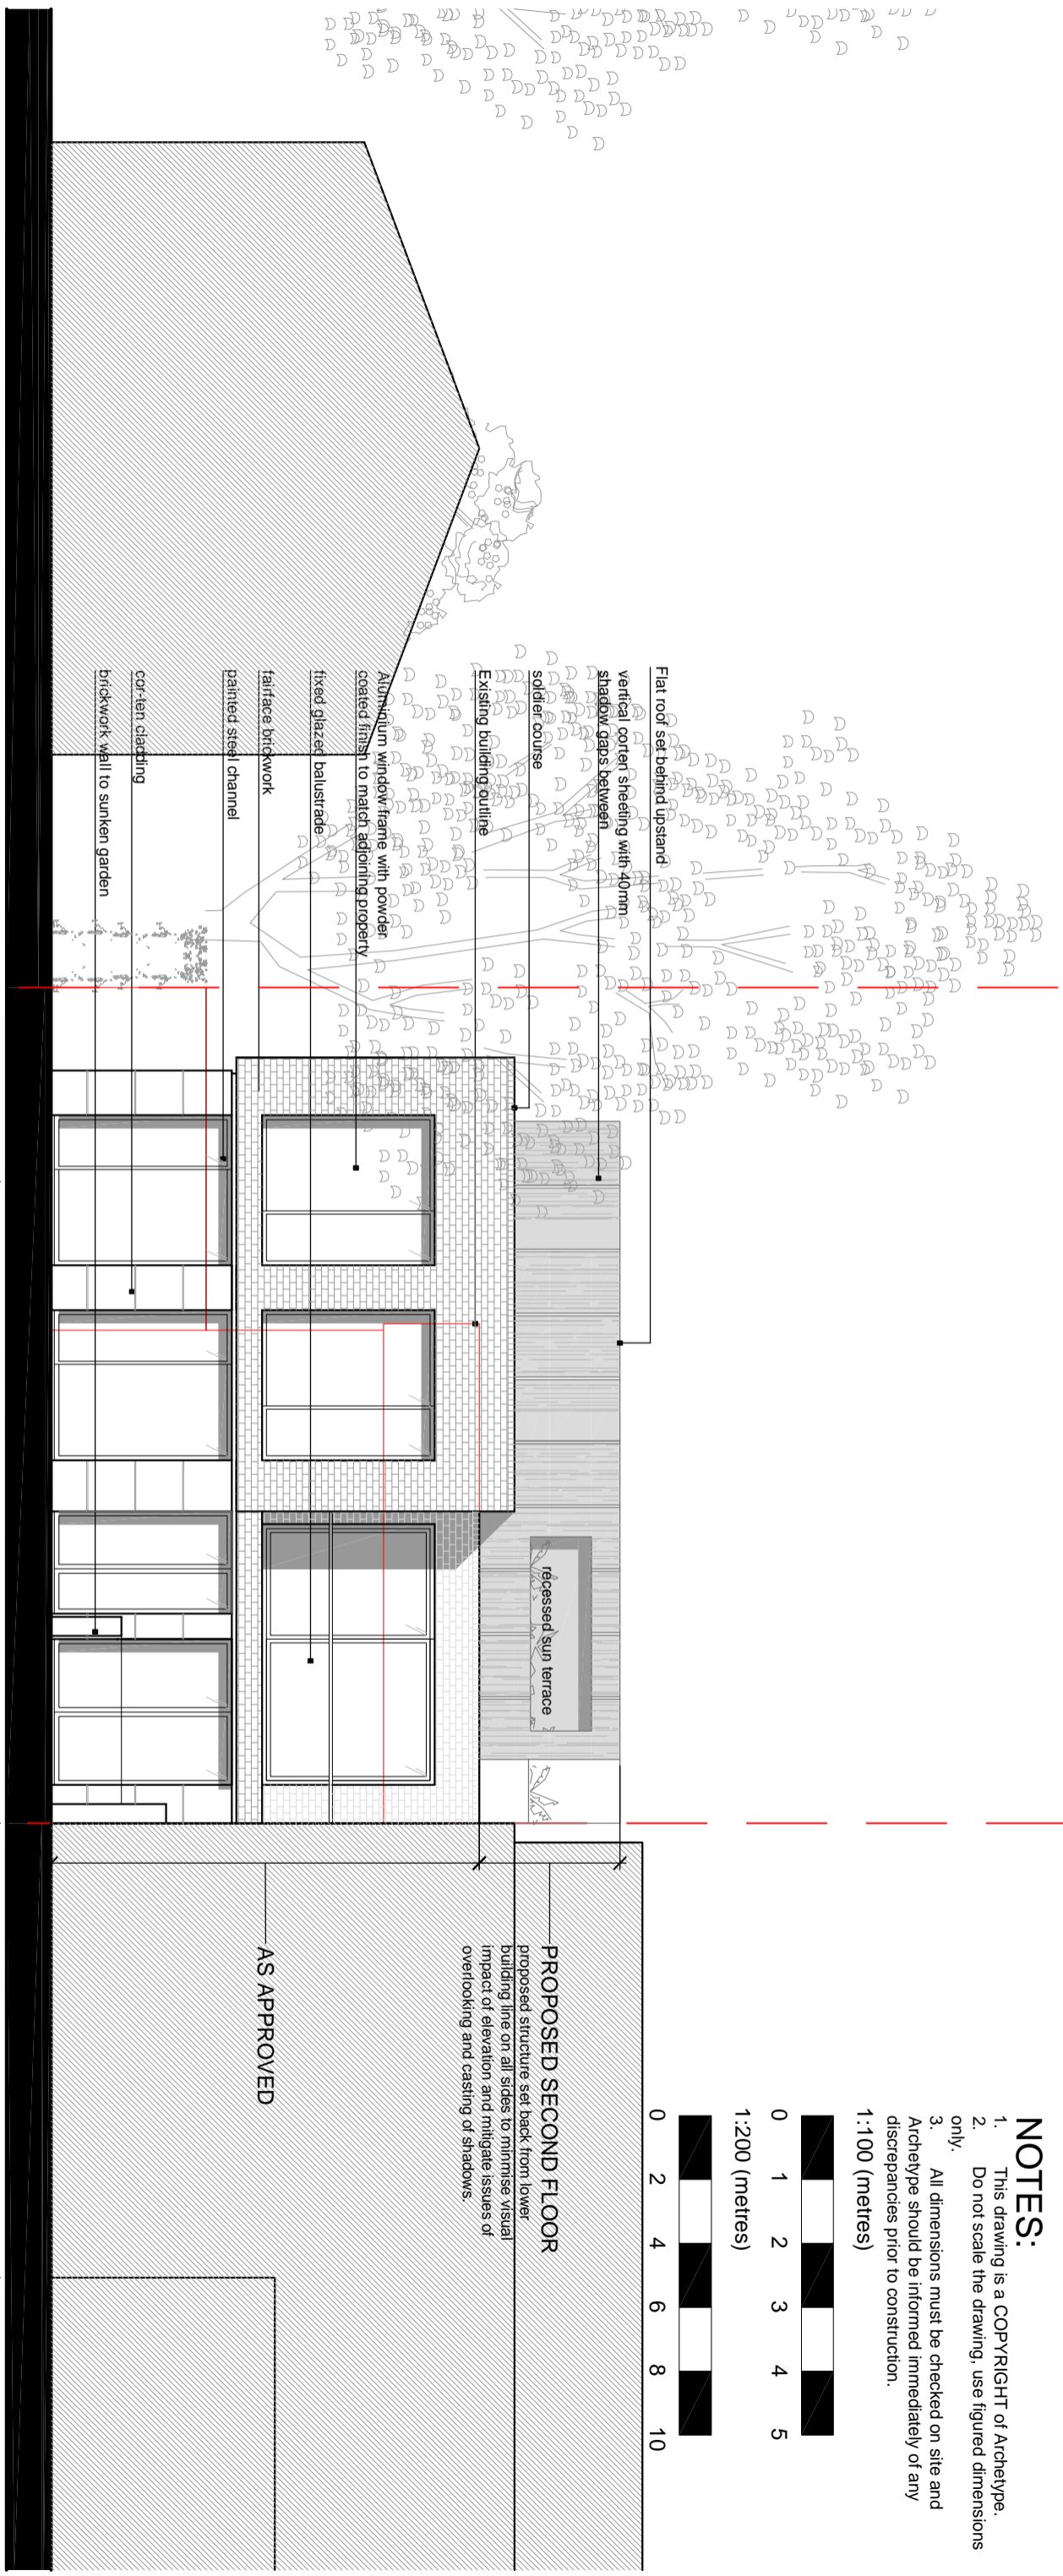 NOTES:
1. This drawing is a COPYRIGHT of Archetype.
2. Do not scale the drawing, use figured dimensions
only.
3. All dimensions must be checked on site and
Archetype should be informed immediately of any
discrepancies prior to construction.
1:100 (metres)
0 1 2 3 4 5
1:200 (metres)
0 2 4 6 8 10
Flat roof set behind upstand
vertical corten sheeting with 40mm
shadow gaps between
soldier course
Existing building outline
Aluminium window frame with powder
coated finish to match adjoining property
fixed glazed balustrade
fairface brickwork
painted steel channel
cor-ten cladding
brickwork wall to sunken garden
recessed sun terrace
PROPOSED SECOND FLOOR
proposed structure set back from lower
building line on all sides to minmise visual
impact of elevation and mitigate issues of
overlooking and casting of shadows.
AS APPROVED